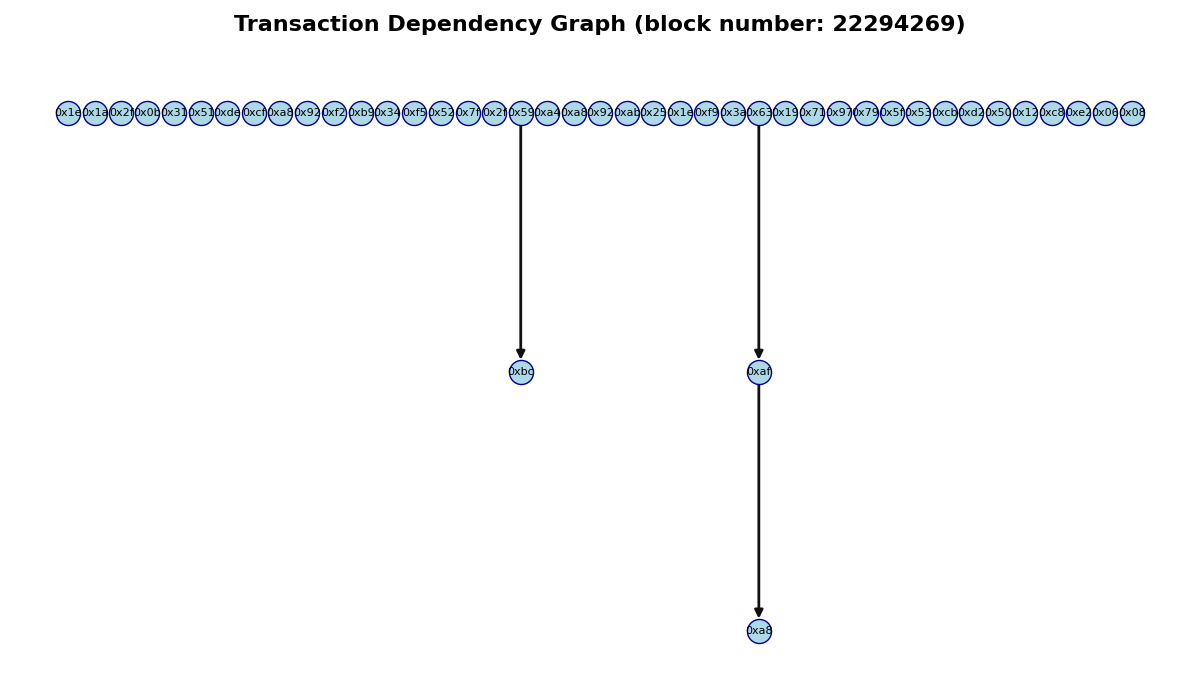 Transaction Dependency Graph (block number: 22294269)
0x1e 0x1a 0x2f 0x0b 0x31 0x51 0xde 0xcf 0xa8 0x92 0xf2 0xb9 0x34 0xf5 0x52 0x7f 0x2f 0x59 0xa4 0xa8 0x92 0xab 0x25 0x1e 0xf9 0x3a 0x63 0x19 0x71 0x97 0x79 0x5f 0x53 0xcb 0xd2 0x50 0x12 0xc8 0xe2 0x06 0x08
0xbc 0xaf
0xa8